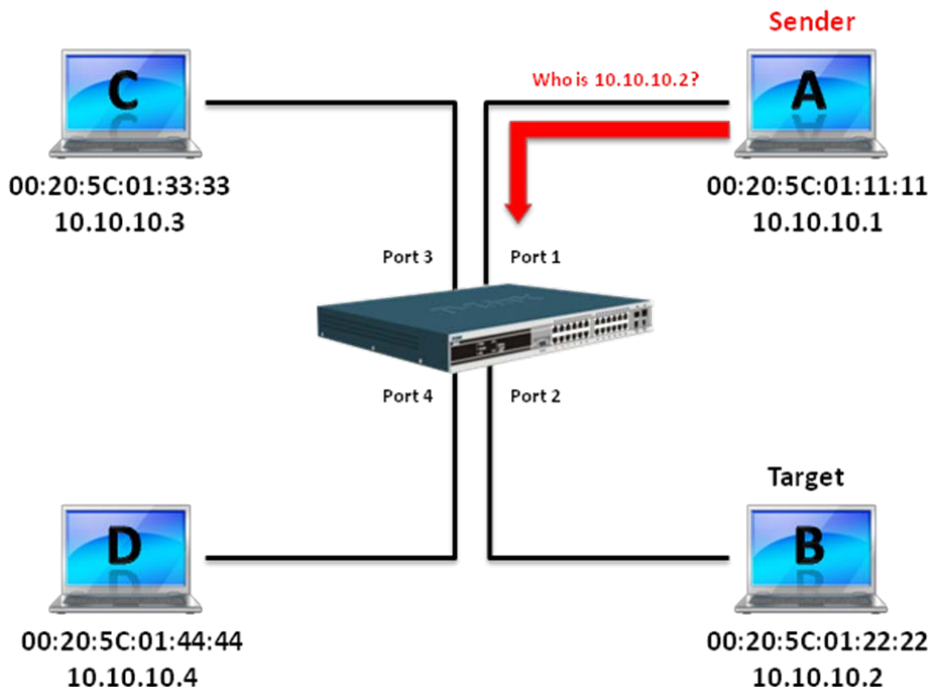 Sender
Who is 10.10.10.2?
C
A
00:20:5C:01:33:33
10.10.10.3
00:20:5C:01:11:11
10.10.10.1
Port 3
Port 1
D-Link
Port 4
Port 2
Target
D
B
00:20:5C:01:44:44
10.10.10.4
00:20:5C:01:22:22
10.10.10.2